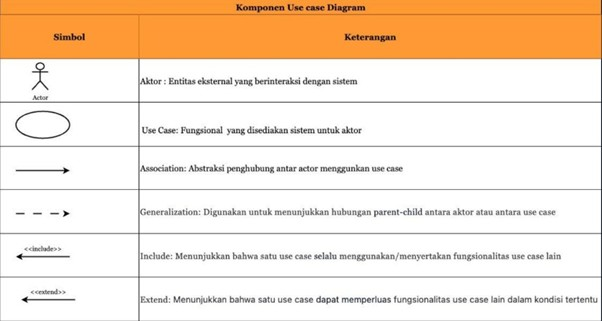 Komponen Use case Diagram
Simbol
Keterangan
Actor
Aktor : Entitas eksternal yang berinteraksi dengan sistem
Use Case: Fungsional yang disediakan sistem untuk aktor
Association: Abstraksi penghubung antar actor menggunkan use case
Generalization: Digunakan untuk menunjukkan hubungan parent-child antara aktor atau antara use case
<<include>>
Include: Menunjukkan bahwa satu use case selalu menggunakan/menyertakan fungsionalitas use case lain
<<extend>>
Extend: Menunjukkan bahwa satu use case dapat memperluas fungsionalitas use case lain dalam kondisi tertentu